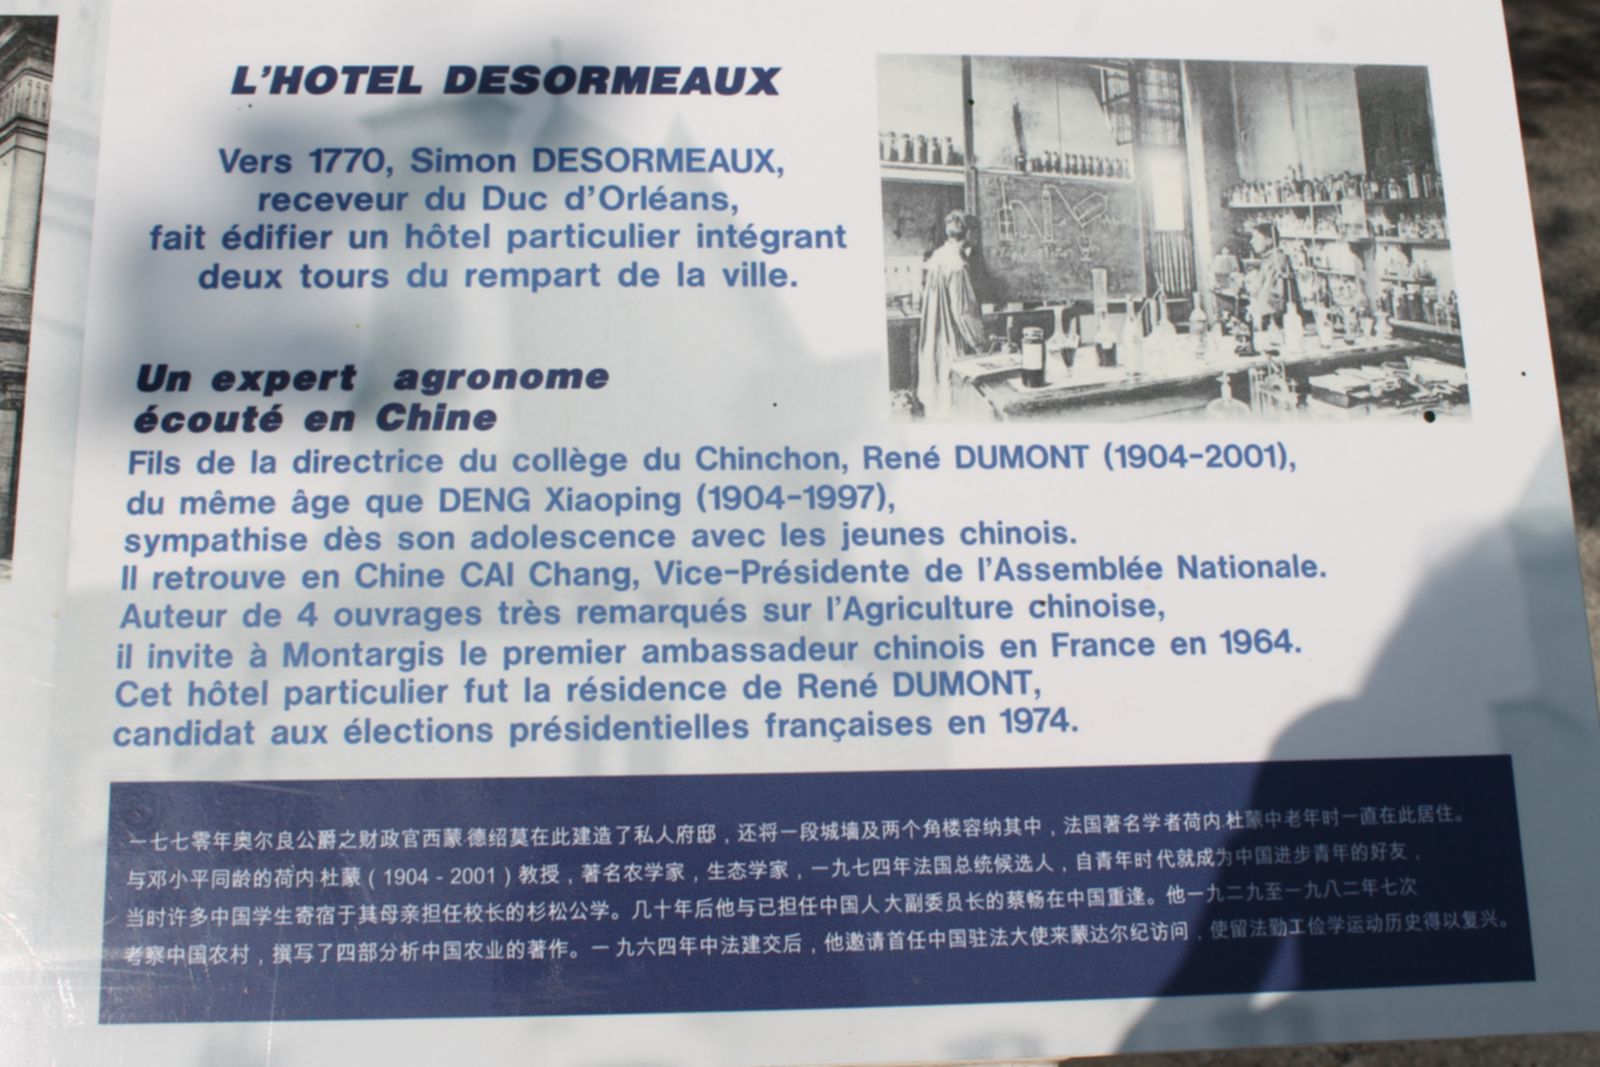 L'HOTEL DESORMEAUX
Vers 1770, Simon DESORMEAUX,
receveur du Duc d'Orléans,
fait édifier un hôtel particulier intégrant
deux tours du rempart de la ville.
Un expert agronome
écouté en Chine
Fils de la directrice du collège du Chinchon, René DUMONT (1904-2001),
du même âge que DENG Xiaoping (1904-1997),
sympathise dès son adolescence avec les jeunes chinois.
Il retrouve en Chine CAI Chang, Vice-Présidente de l'Assemblée Nationale.
Auteur de 4 ouvrages très remarqués sur l'Agriculture chinoise,
il invite à Montargis le premier ambassadeur chinois en France en 1964.
Cet hôtel particulier fut la résidence de René DUMONT,
candidat aux élections présidentielles françaises en 1974.
一七七零年奥尔良公爵之财政官西蒙·德绍莫在此建造了私人府邸，还将一段城墙及两个角楼容纳其中，法国著名学者荷内·杜蒙中老年时一直在此居住。
与邓小平同龄的荷内·杜蒙（1904 - 2001）教授，著名农学家，生态学家，一九七四年法国总统候选人，自青年时代就成为中国进步青年的好友，
当时许多中国学生寄宿于其母亲担任校长的杉松公学。几十年后他与已担任中国人大副委员长的蔡畅在中国重逢。他一九二九至一九八二年七次
考察中国农村，撰写了四部分析中国农业的著作。一九六四年中法建交后，他邀请首任中国驻法大使来蒙达尔纪访问，使留法勤工俭学运动历史得以复兴。